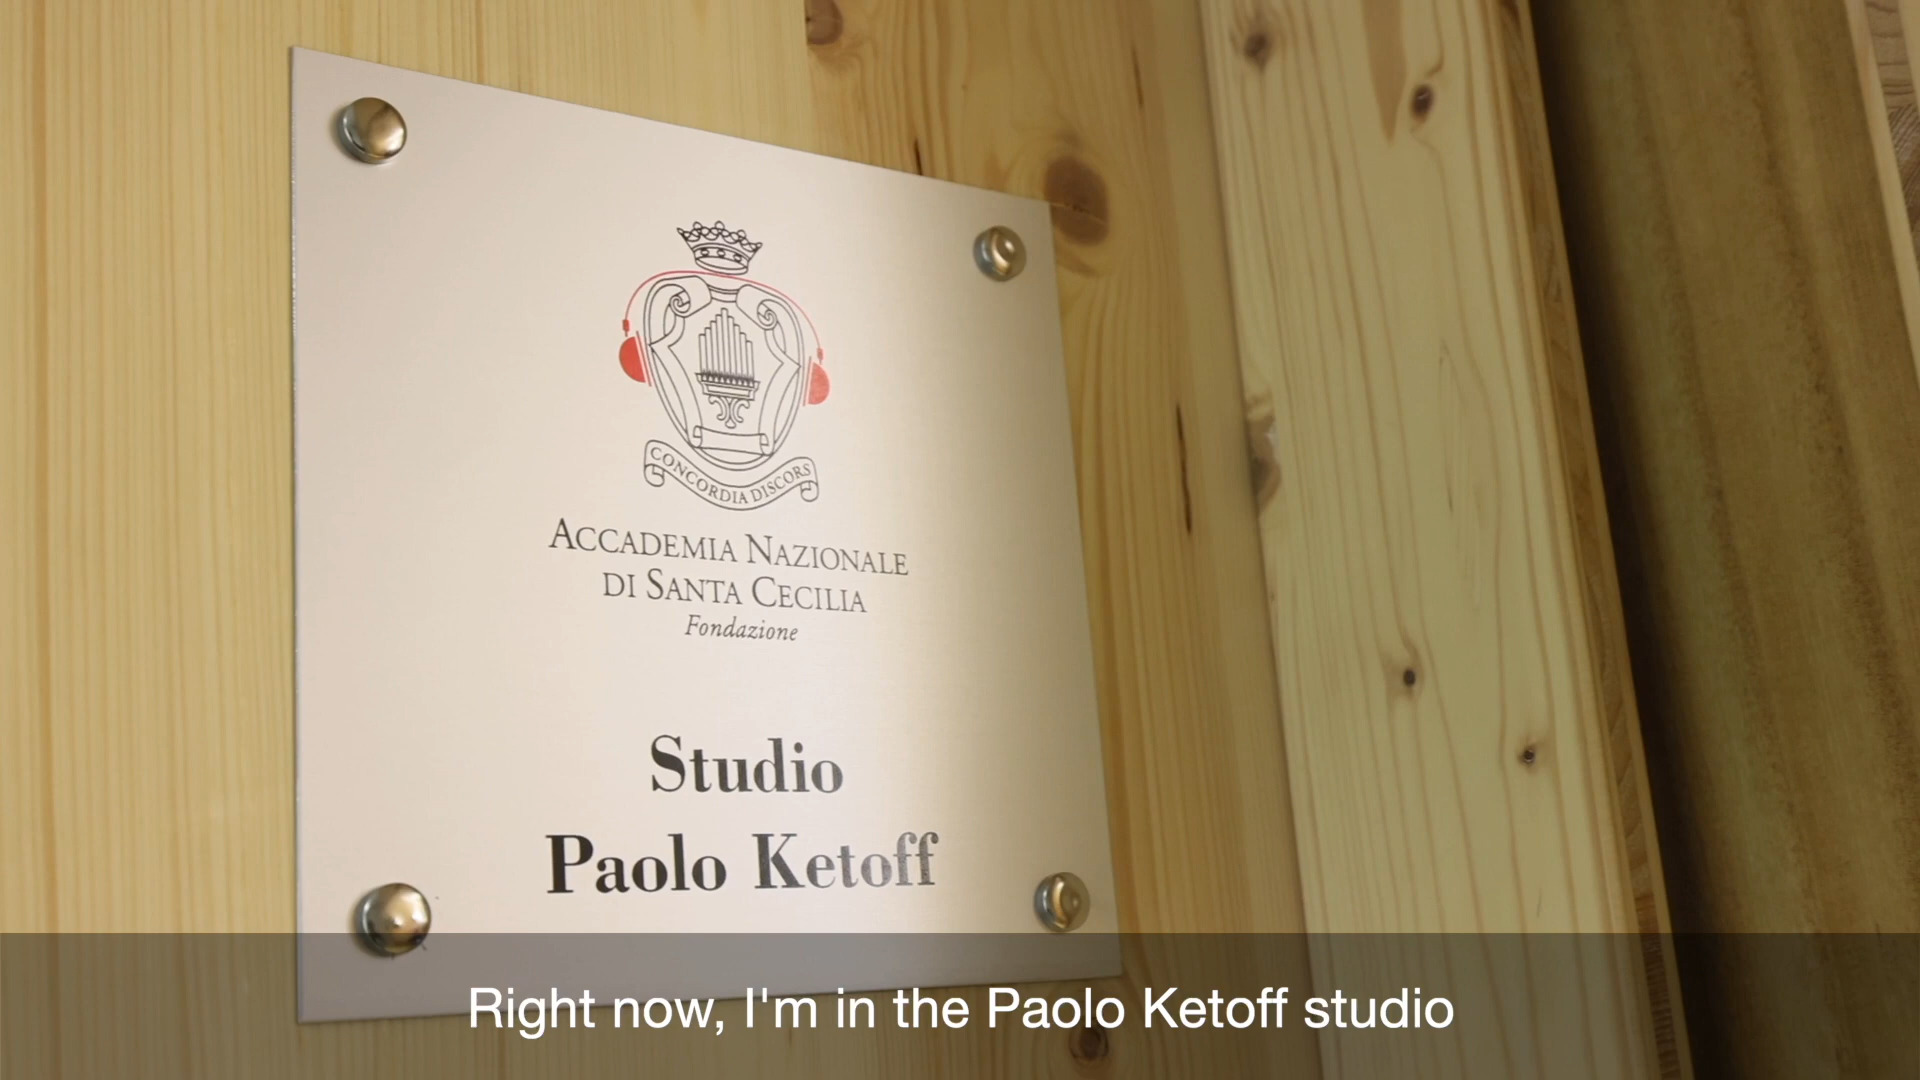 CONCORDIA DISCORS
ACCADEMIA NAZIONALE
DI SANTA CECILIA
Fondazione
Studio
Paolo Ketoff
Right now, I'm in the Paolo Ketoff studio